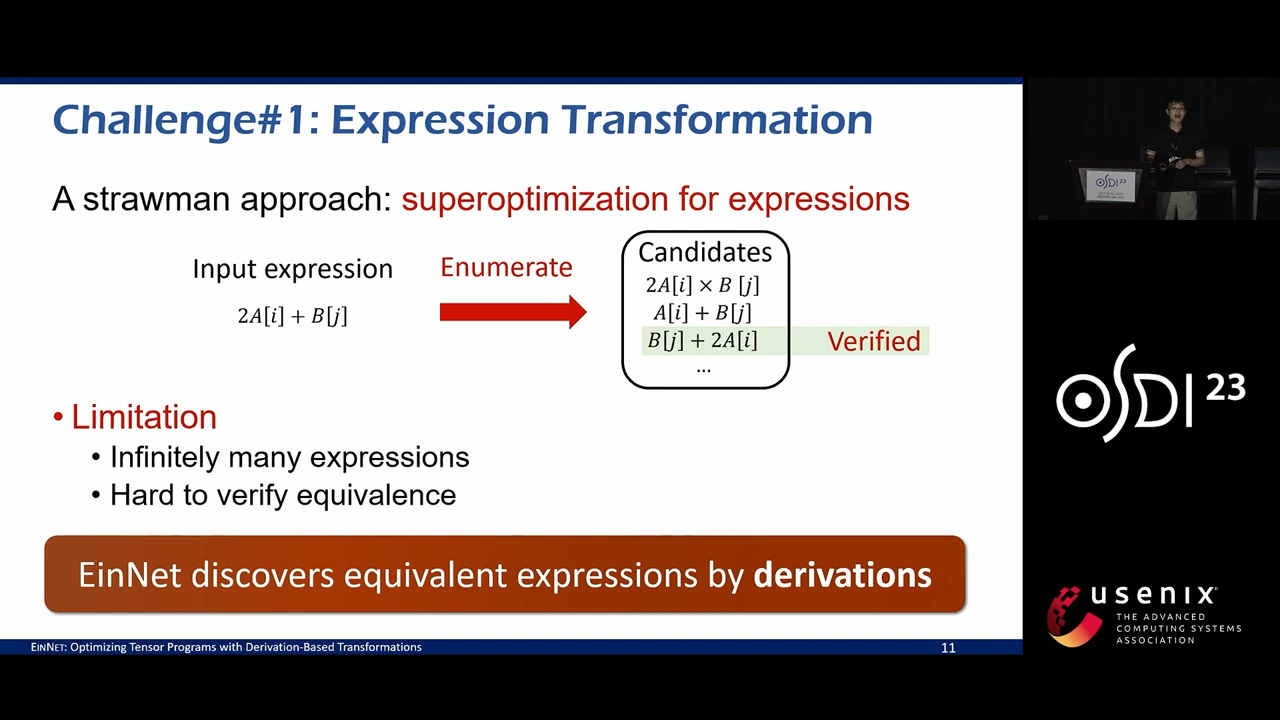 Challenge#1: Expression Transformation
A strawman approach: superoptimization for expressions
Input expression
2A[i] + B[j]
Enumerate
Candidates
2A[i] × B [j]
A[i] + B[j]
B[j] + 2A[i]
...
Verified
• Limitation
• Infinitely many expressions
• Hard to verify equivalence
EinNet discovers equivalent expressions by derivations
EINNET: Optimizing Tensor Programs with Derivation-Based Transformations
11
OSDI 23
OSDI 23
usenix
THE ADVANCED
COMPUTING SYSTEMS
ASSOCIATION